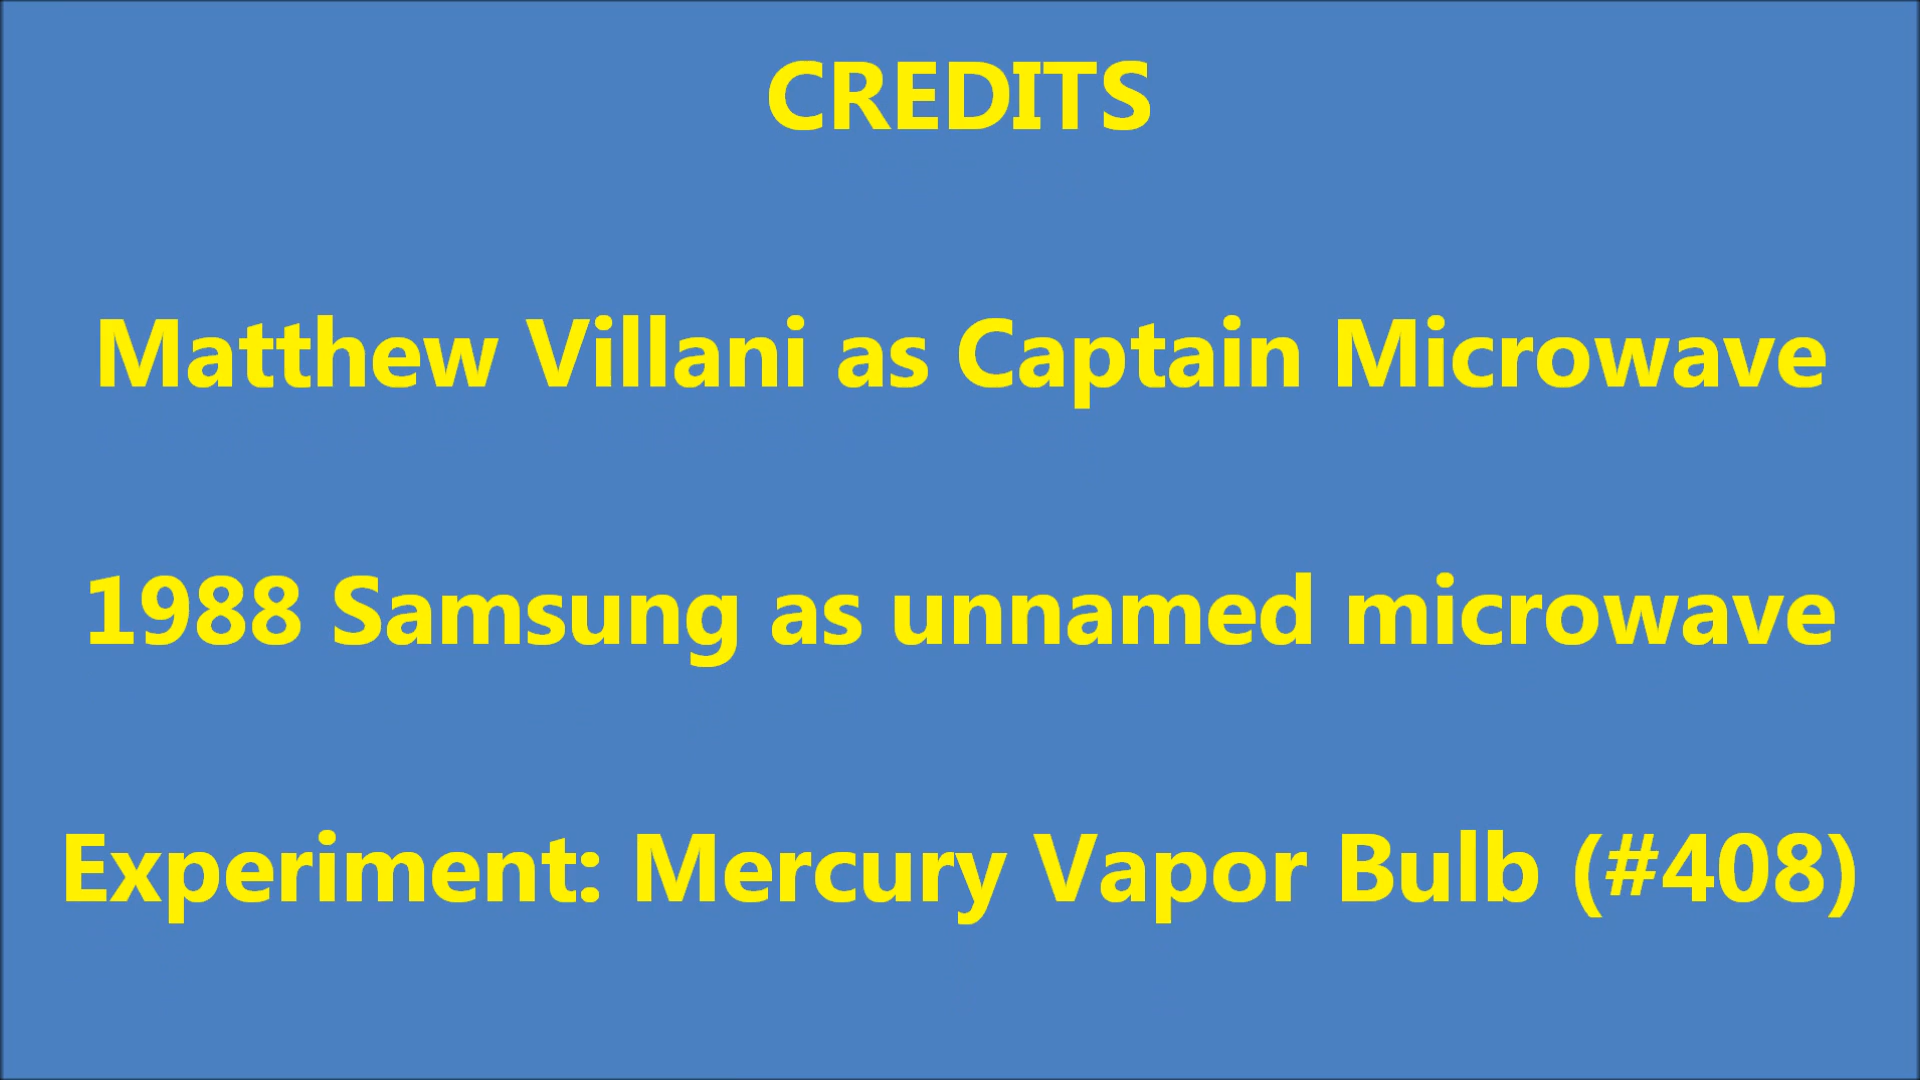 CREDITS
Matthew Villani as Captain Microwave
1988 Samsung as unnamed microwave
Experiment: Mercury Vapor Bulb (#408)